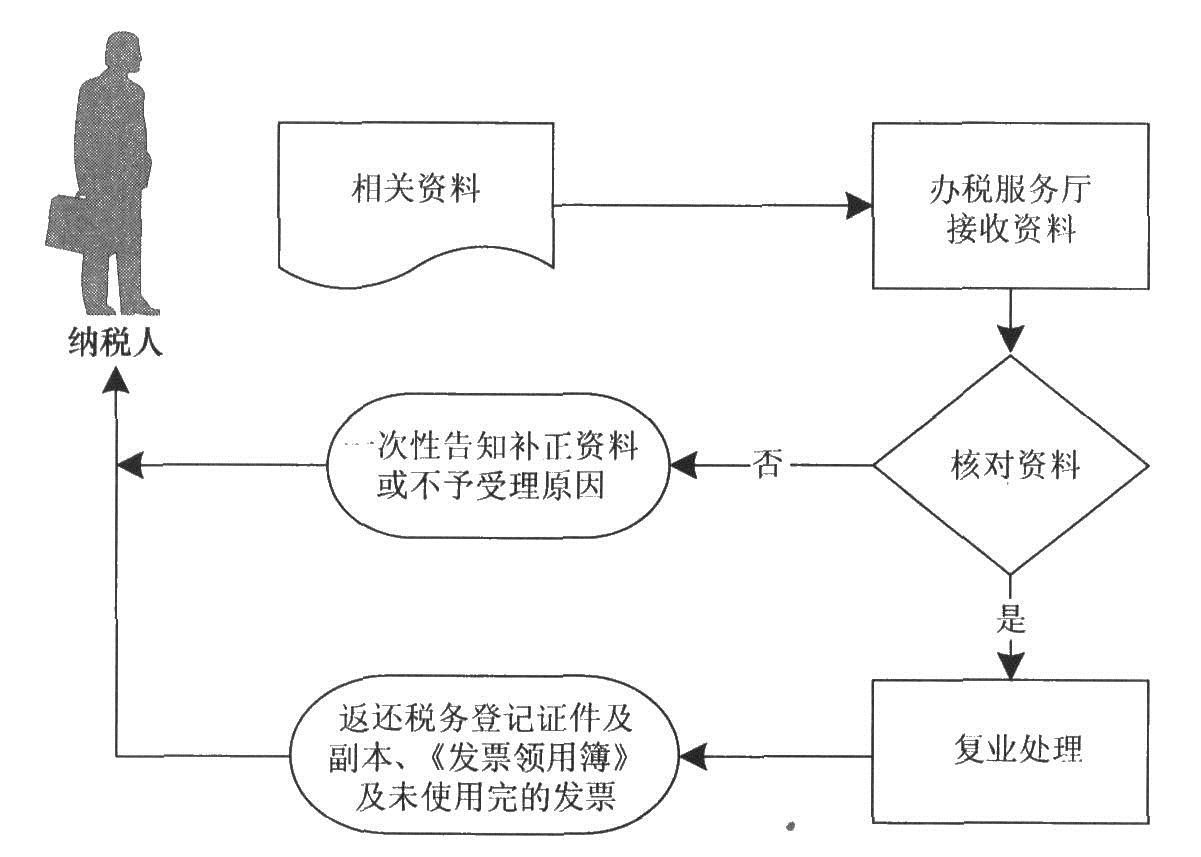 相关资料
办税服务厅
接收资料
纳税人
一次性告知补正资料
或不予受理原因
否
核对资料
是
返还税务登记证件及
副本、《发票领用簿》
及未使用完的发票
复业处理